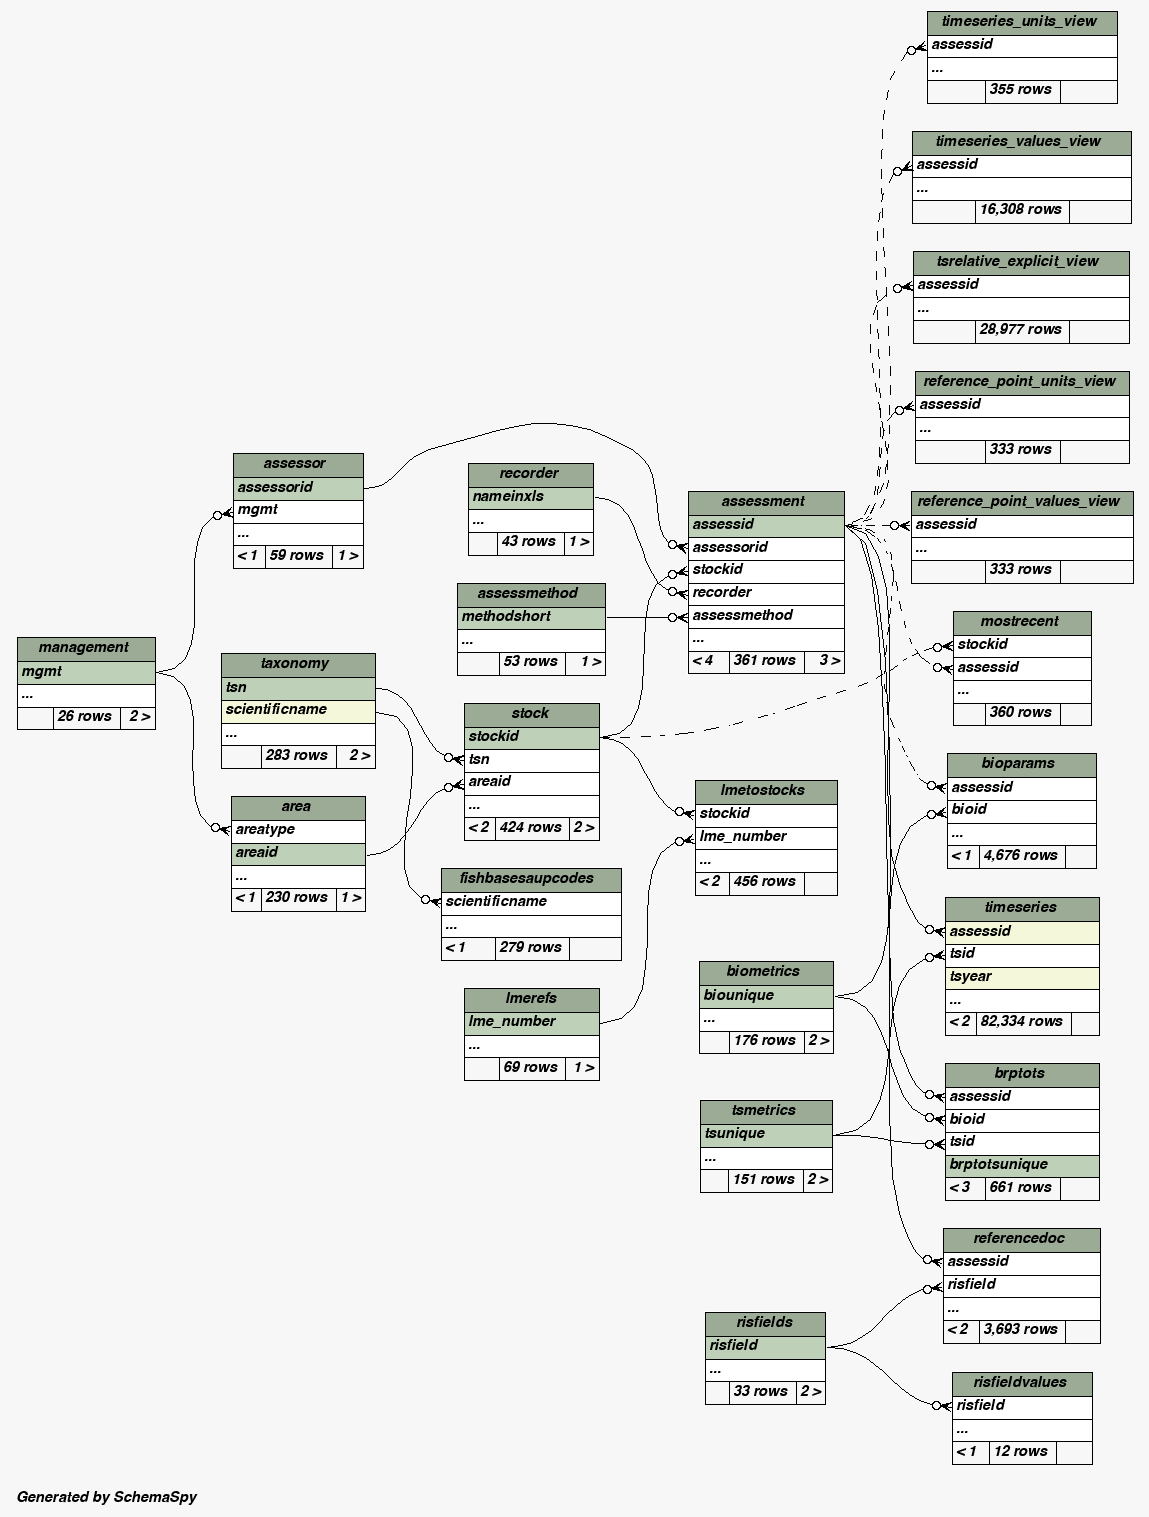 timeseries_units_view
assessid
...
355 rows
timeseries_values_view
assessid
...
16,308 rows
tsrelative_explicit_view
assessid
...
28,977 rows
reference_point_units_view
assessid
...
333 rows
reference_point_values_view
assessid
...
333 rows
assessor
assessorid
mgmt
...
< 1 59 rows 1 >
recorder
nameinxls
...
43 rows 1 >
assessment
assessid
assessorid
stockid
recorder
assessmethod
...
< 4 361 rows 3 >
assessmethod
methodshort
...
53 rows 1 >
mostrecent
stockid
assessid
...
360 rows
management
mgmt
...
26 rows 2 >
taxonomy
tsn
scientificname
...
283 rows 2 >
stock
stockid
tsn
areaid
...
< 2 424 rows 2 >
bioparams
assessid
bioid
...
< 1 4,676 rows
area
areatype
areaid
...
< 1 230 rows 1 >
lmetostocks
stockid
lme_number
...
< 2 456 rows
fishbasesaupcodes
scientificname
...
< 1 279 rows
timeseries
assessid
tsid
tsyear
...
< 2 82,334 rows
biometrics
biounique
...
176 rows 2 >
lmerefs
lme_number
...
69 rows 1 >
brptots
assessid
bioid
tsid
brptotsunique
< 3 661 rows
tsmetrics
tsunique
...
151 rows 2 >
referencedoc
assessid
risfield
...
< 2 3,693 rows
risfields
risfield
...
33 rows 2 >
risfieldvalues
risfield
...
< 1 12 rows
Generated by SchemaSpy